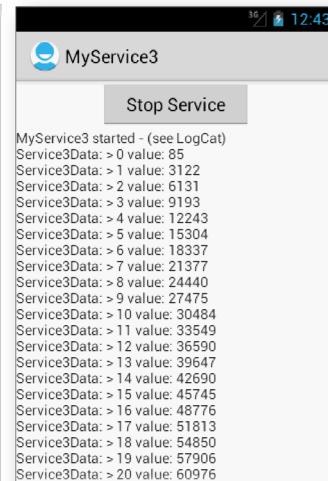 3G 12:43
MyService3
Stop Service
MyService3 started - (see LogCat)
Service3Data: > 0 value: 85
Service3Data: > 1 value: 3122
Service3Data: > 2 value: 6131
Service3Data: > 3 value: 9193
Service3Data: > 4 value: 12243
Service3Data: > 5 value: 15304
Service3Data: > 6 value: 18337
Service3Data: > 7 value: 21377
Service3Data: > 8 value: 24440
Service3Data: > 9 value: 27475
Service3Data: > 10 value: 30484
Service3Data: > 11 value: 33549
Service3Data: > 12 value: 36590
Service3Data: > 13 value: 39647
Service3Data: > 14 value: 42690
Service3Data: > 15 value: 45745
Service3Data: > 16 value: 48776
Service3Data: > 17 value: 51813
Service3Data: > 18 value: 54850
Service3Data: > 19 value: 57906
Service3Data: > 20 value: 60976